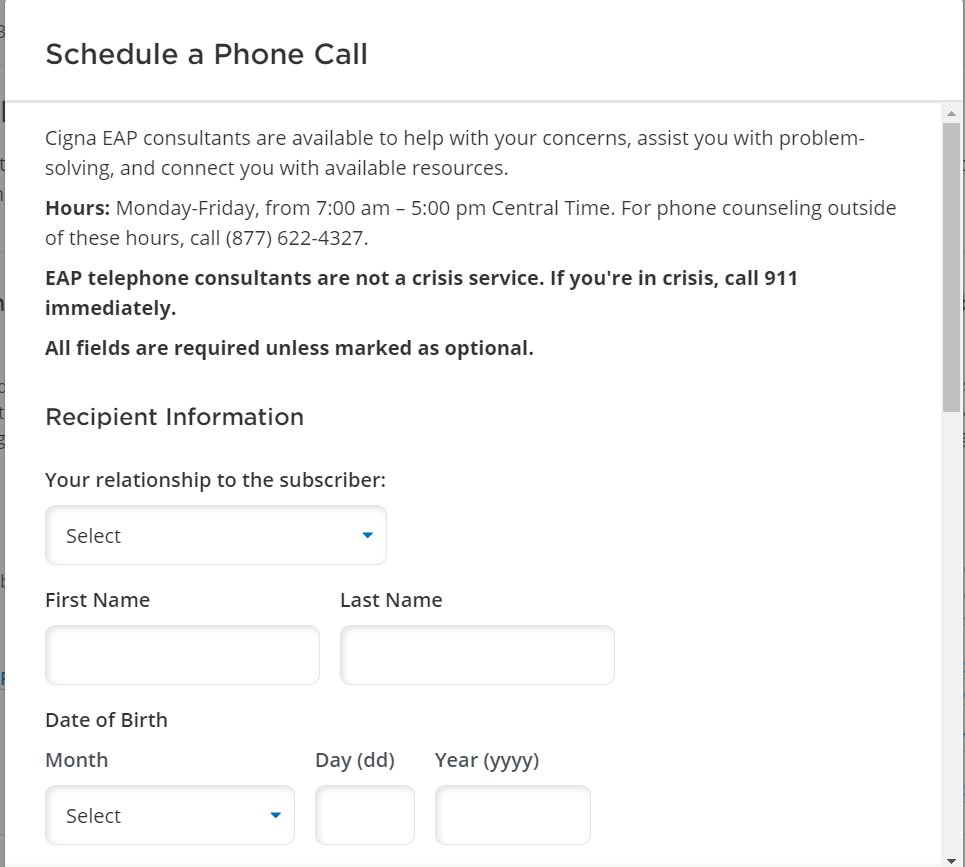 Schedule a Phone Call
Cigna EAP consultants are available to help with your concerns, assist you with problem-
solving, and connect you with available resources.
Hours: Monday-Friday, from 7:00 am – 5:00 pm Central Time. For phone counseling outside
of these hours, call (877) 622-4327.
EAP telephone consultants are not a crisis service. If you're in crisis, call 911
immediately.
All fields are required unless marked as optional.
Recipient Information
Your relationship to the subscriber:
Select
First Name Last Name
Date of Birth
Month Day (dd) Year (yyyy)
Select